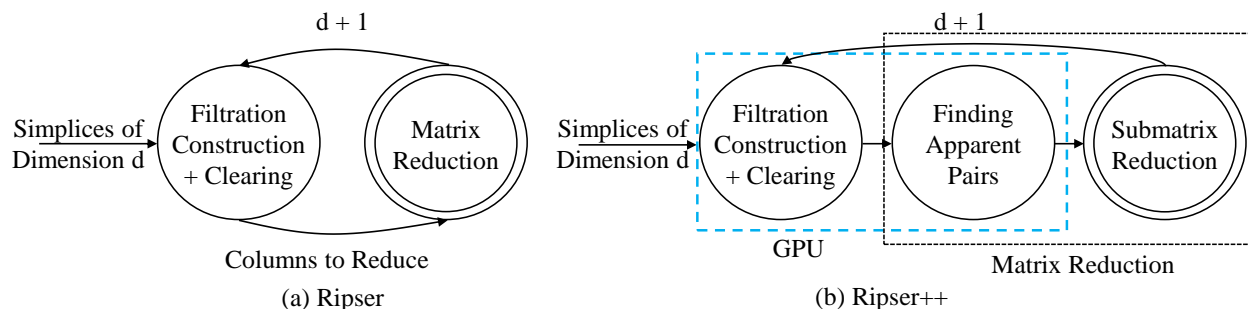 d + 1
Simplices of
Dimension d
Filtration
Construction
+ Clearing
Matrix
Reduction
Columns to Reduce
(a) Ripser
d + 1
Simplices of
Dimension d
Filtration
Construction
+ Clearing
Finding
Apparent
Pairs
Submatrix
Reduction
GPU
Matrix Reduction
(b) Ripser++